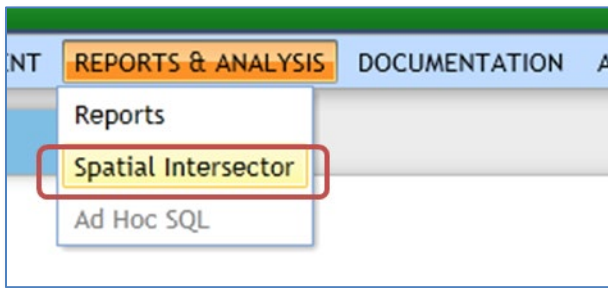 NT REPORTS & ANALYSIS DOCUMENTATION A
Reports
Spatial Intersector
Ad Hoc SQL